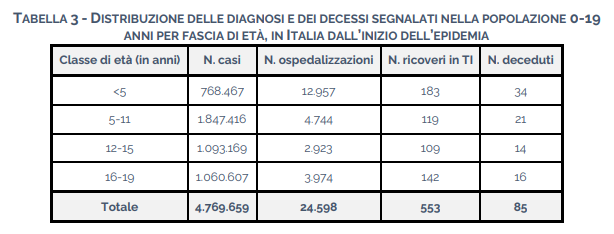 TABELLA 3 - DISTRIBUZIONE DELLE DIAGNOSI E DEI DECESSI SEGNALATI NELLA POPOLAZIONE 0-19
ANNI PER FASCIA DI ETÀ, IN ITALIA DALL'INIZIO DELL'EPIDEMIA
Classe di età (in anni) N. casi N. ospedalizzazioni N. ricoveri in TI N. deceduti
<5 768.467 12.957 183 34
5-11 1.847.416 4.744 119 21
12-15 1.093.169 2.923 109 14
16-19 1.060.607 3.974 142 16
Totale 4.769.659 24.598 553 85